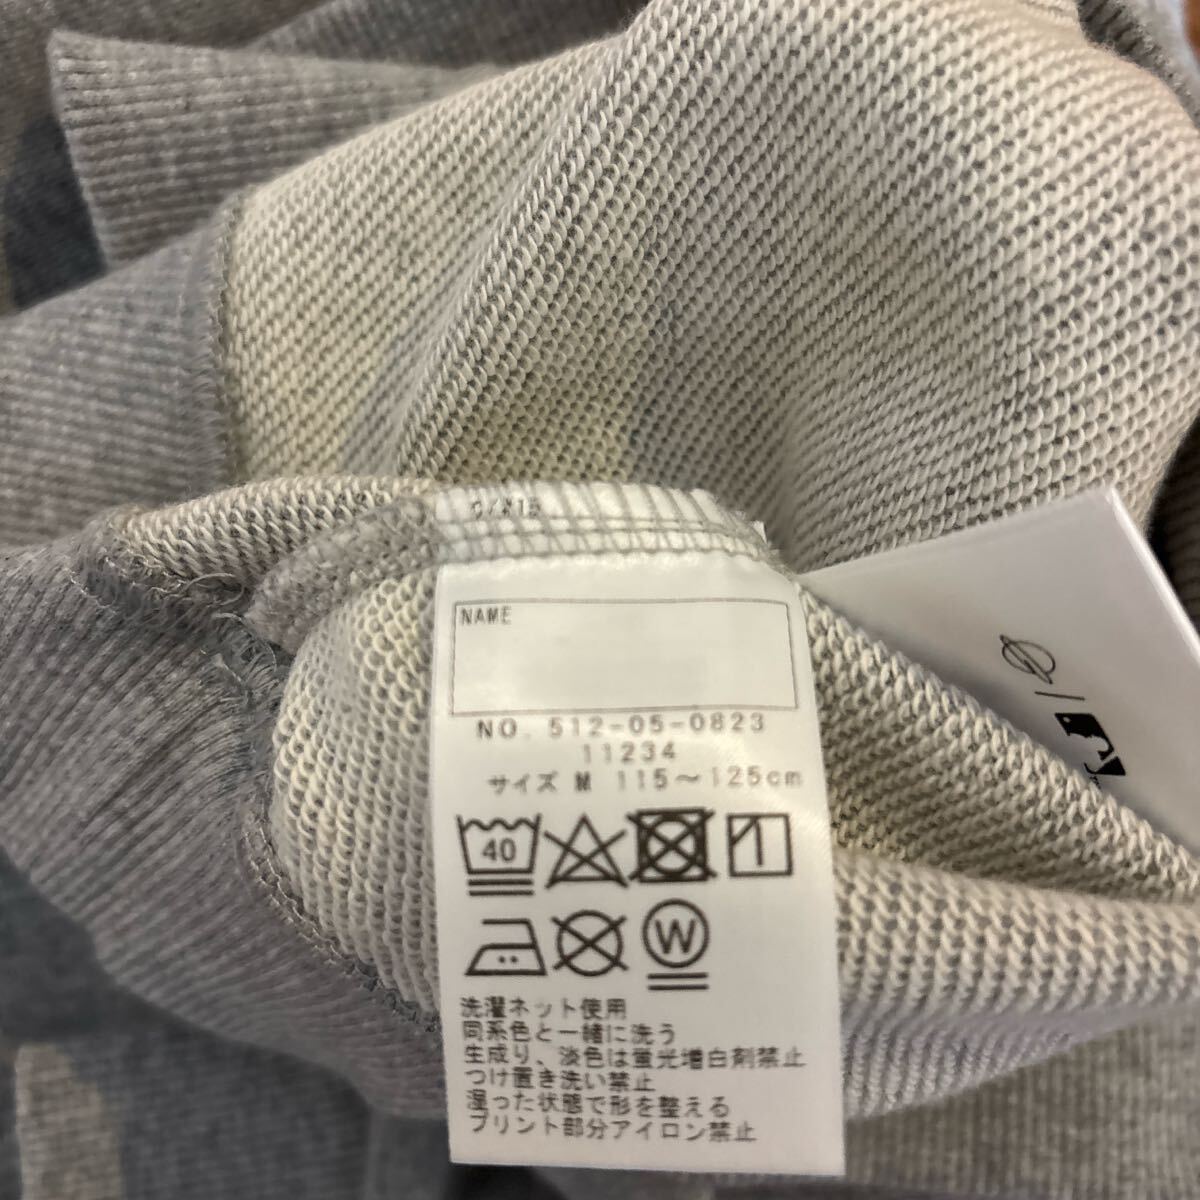 NAME
NO. 512-05-0823
11234
サイズ M 115～125cm
40
W
洗濯ネット使用
同系色と一緒に洗う
生成り、淡色は蛍光増白剤禁止
つけ置き洗い禁止
湿った状態で形を整える
プリント部分アイロン禁止